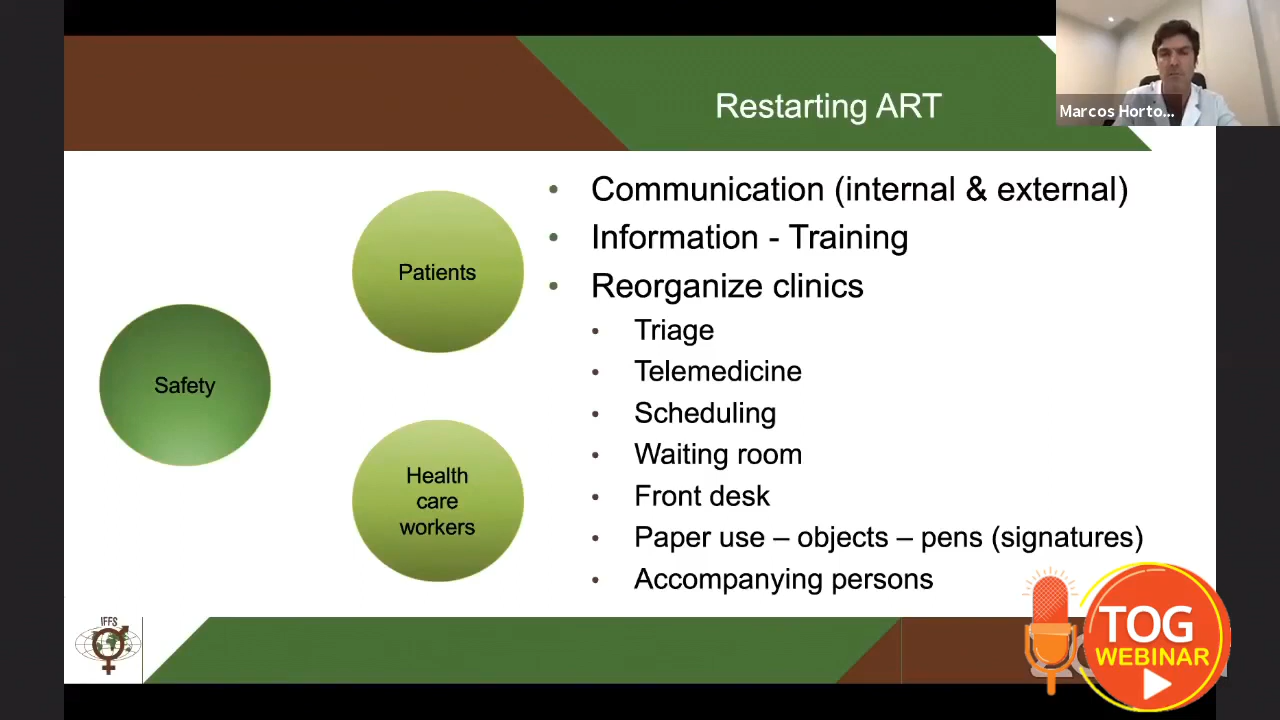 Restarting ART
Marcos Horto...
Communication (internal & external)
Information - Training
Reorganize clinics
Triage
Telemedicine
Scheduling
Waiting room
Front desk
Paper use – objects – pens (signatures)
Accompanying persons
Patients
Safety
Health
care
workers
IFFS
TOG
WEBINAR